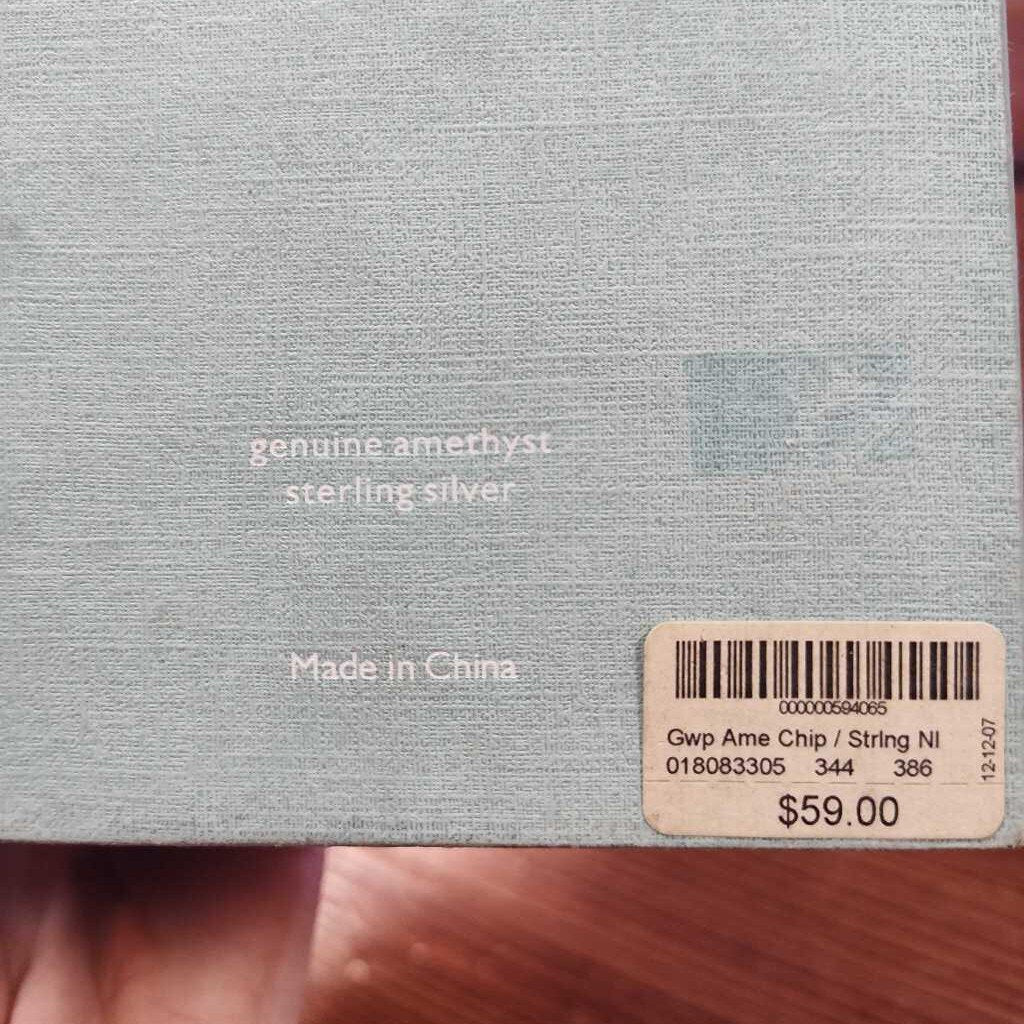 genuine amethyst
sterling silver
Made in China
000000594065
Gwp Ame Chip / Strlng Nl
018083305 344 386
12-12-07
$59.00